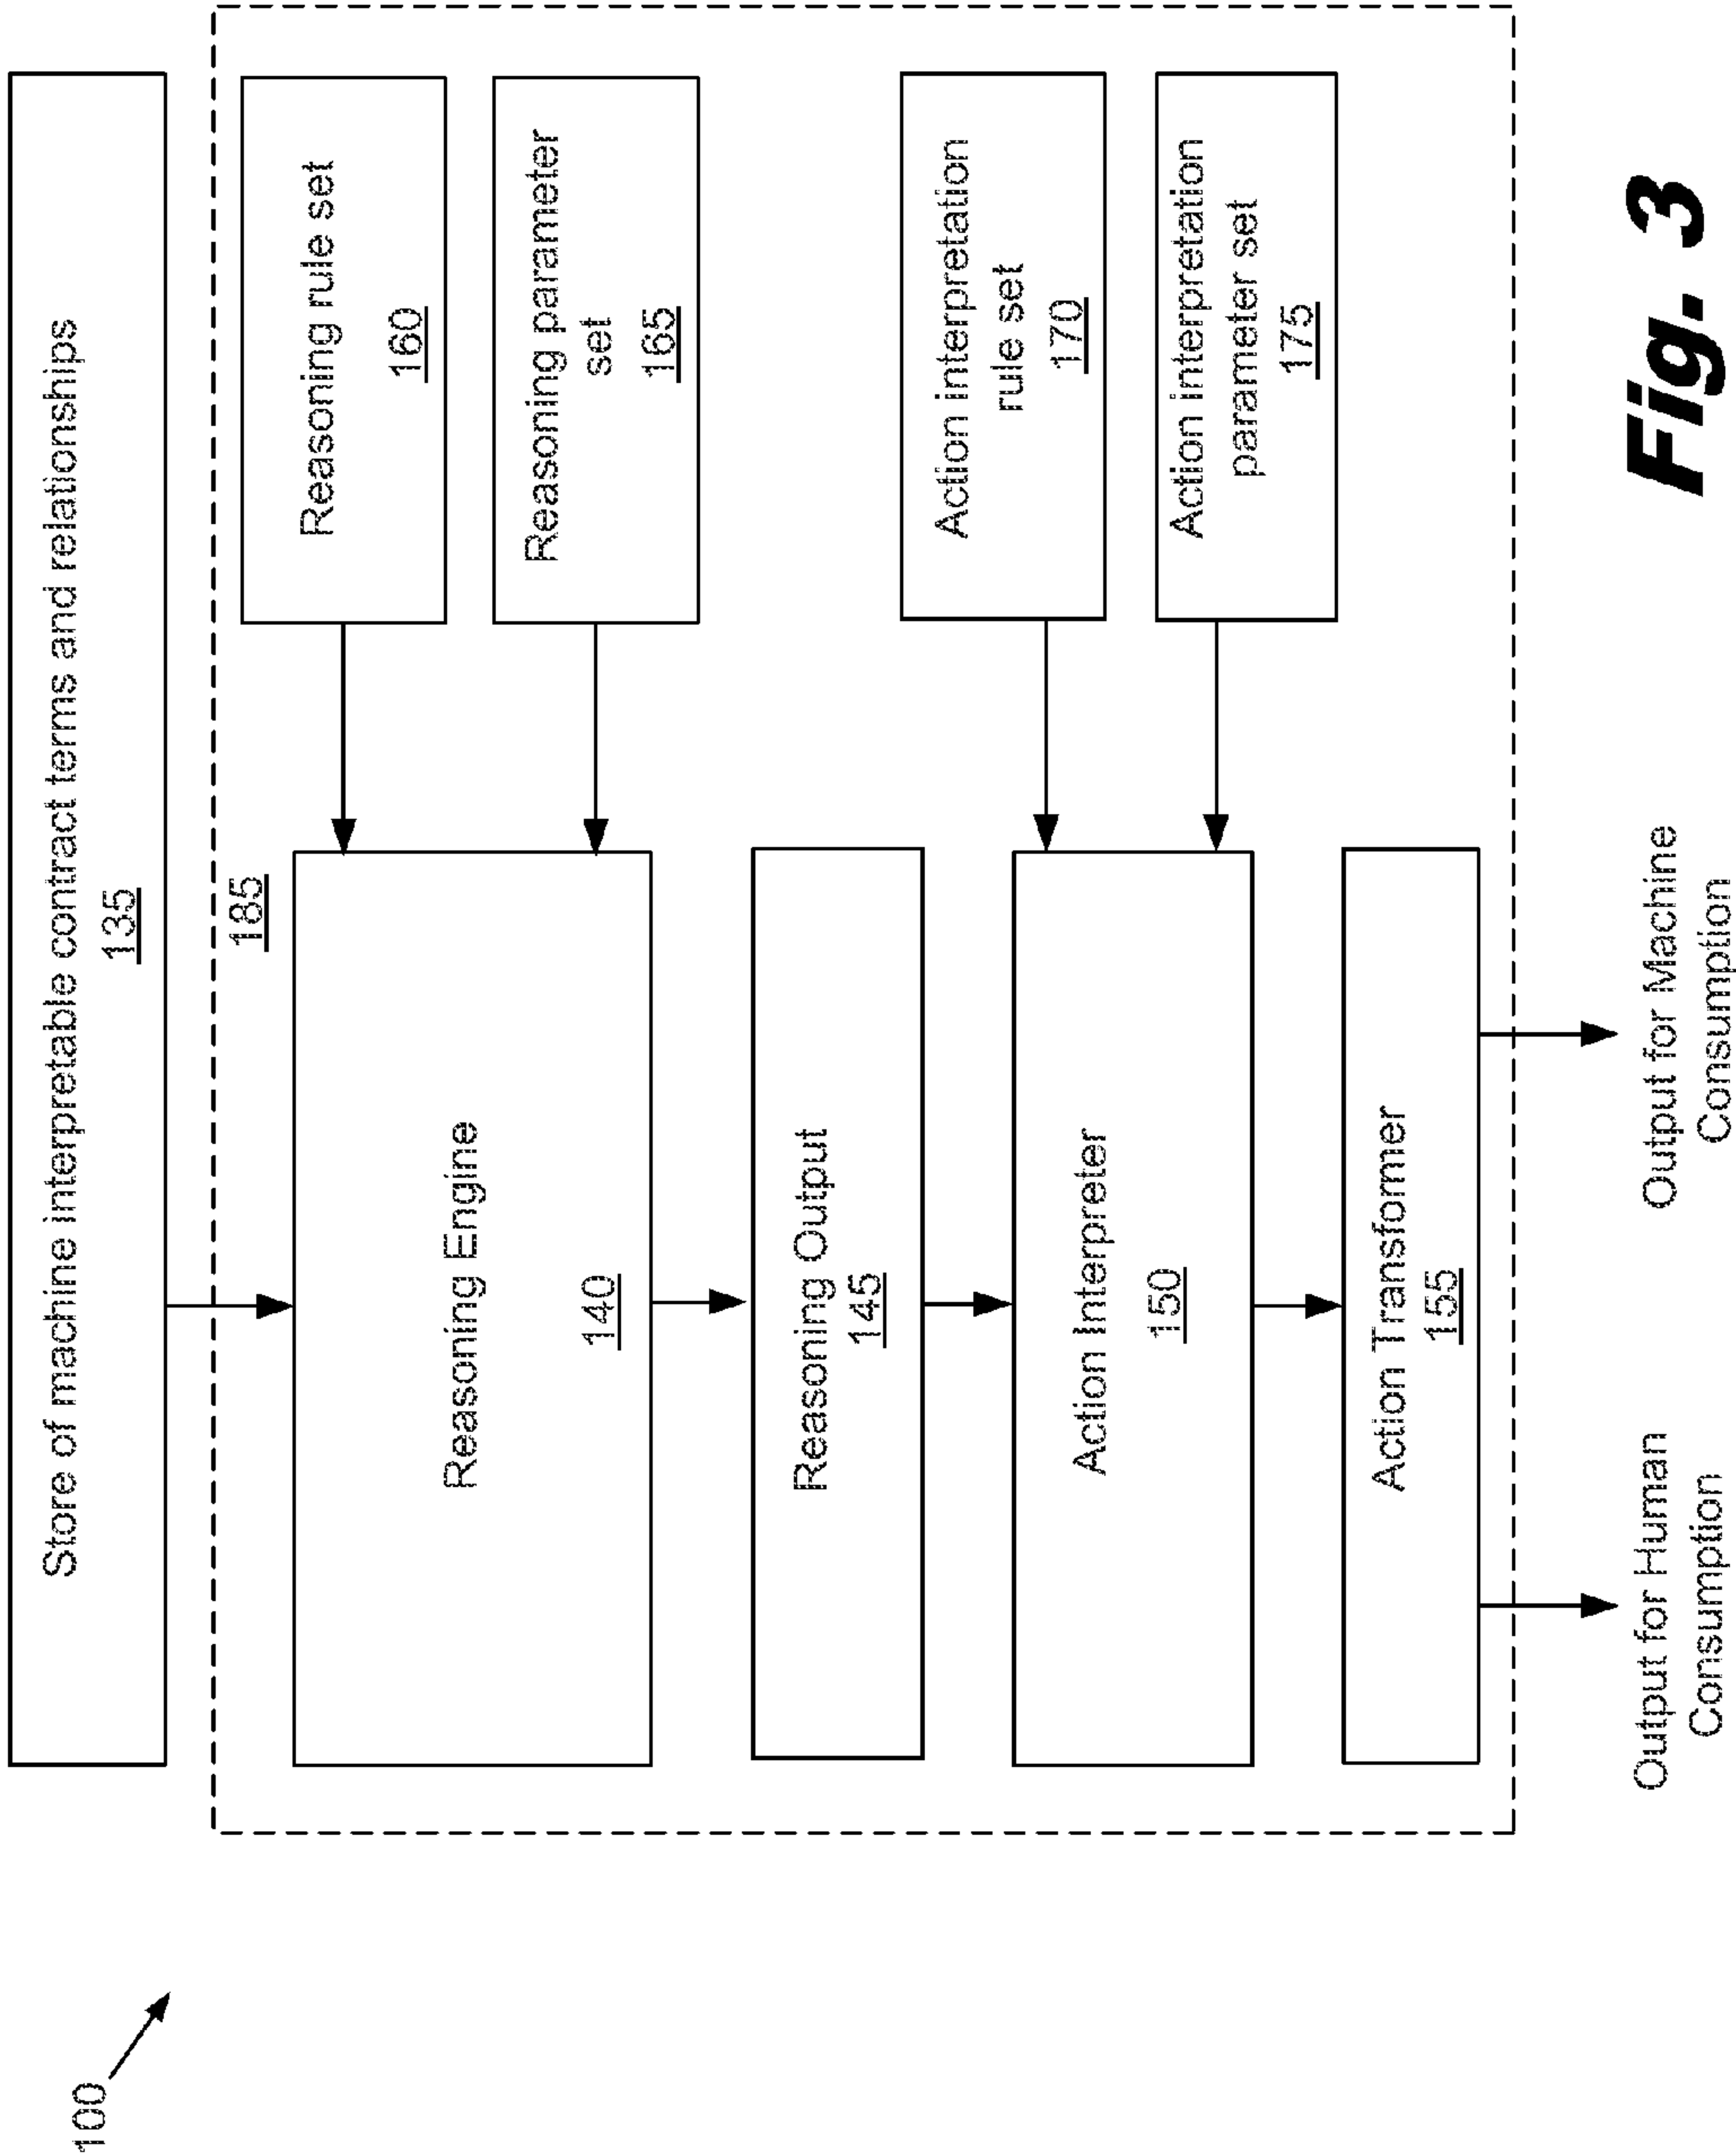 100
Store of machine interpretable contract terms and relationships
135
185
Reasoning Engine
140
Reasoning rule set
160
Reasoning parameter
set
165
Reasoning Output
145
Action Interpreter
150
Action interpretation
rule set
170
Action interpretation
parameter set
175
Action Transfomer
155
Output for Human
Consumption
Output for Machine
Consumption
Fig. 3